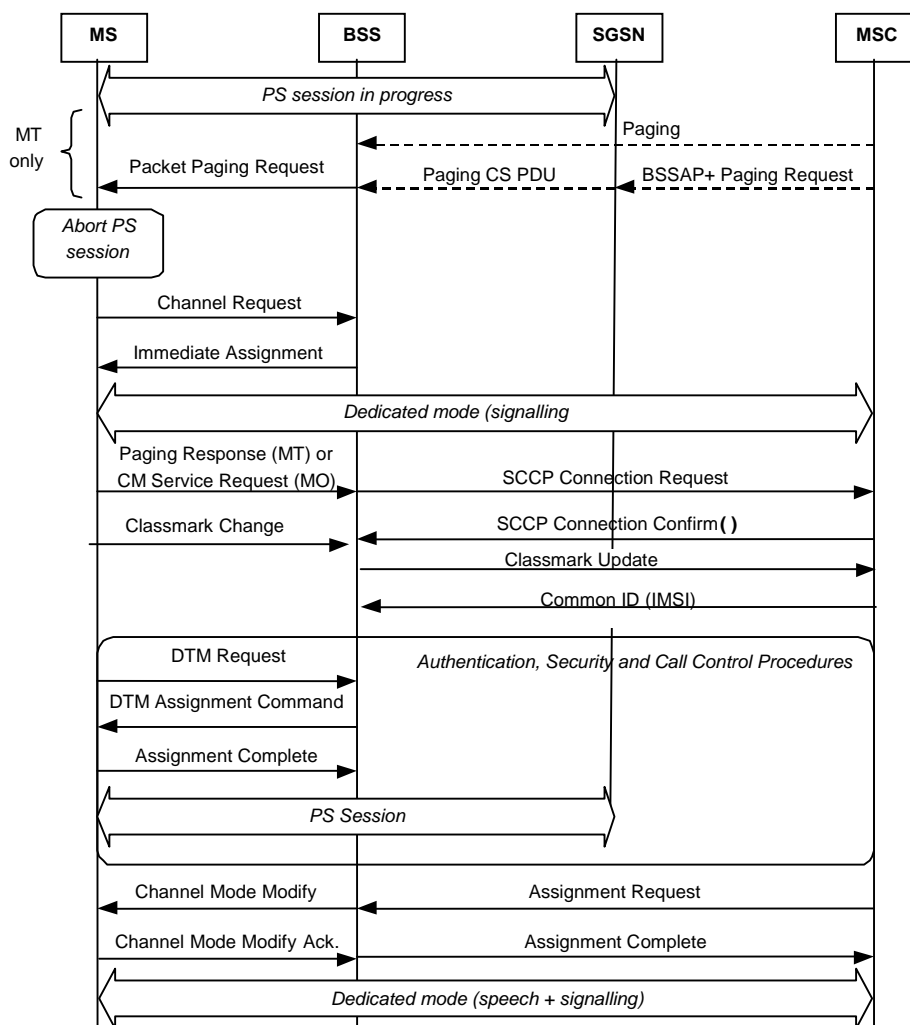 MS BSS SGSN MSC
PS session in progress
MT
only
Paging
Packet Paging Request Paging CS PDU BSSAP+ Paging Request
Abort PS
session
Channel Request
Immediate Assignment
Dedicated mode (signalling
Paging Response (MT) or
CM Service Request (MO) SCCP Connection Request
Classmark Change SCCP Connection Confirm( )
Classmark Update
Common ID (IMSI)
DTM Request Authentication, Security and Call Control Procedures
DTM Assignment Command
Assignment Complete
PS Session
Channel Mode Modify Assignment Request
Channel Mode Modify Ack. Assignment Complete
Dedicated mode (speech + signalling)